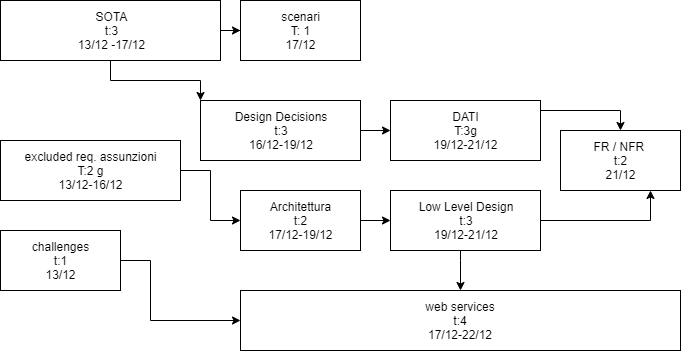 SOTA
t:3
13/12 -17/12
scenari
T: 1
17/12
Design Decisions
t:3
16/12-19/12
DATI
T:3g
19/12-21/12
FR / NFR
t:2
21/12
excluded req. assunzioni
T:2 g
13/12-16/12
Architettura
t:2
17/12-19/12
Low Level Design
t:3
19/12-21/12
challenges
t:1
13/12
web services
t:4
17/12-22/12